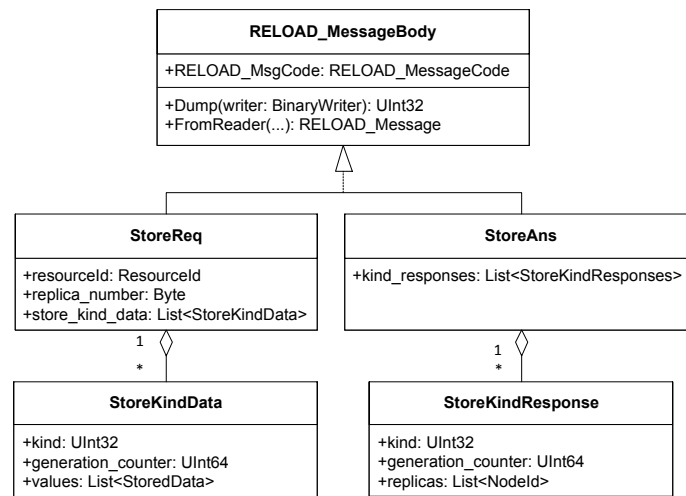 RELOAD_MessageBody
+RELOAD_MsgCode: RELOAD_MessageCode
+Dump(writer: BinaryWriter): UInt32
+FromReader(...): RELOAD_Message
StoreReq
+resourceId: ResourceId
+replica_number: Byte
+store_kind_data: List<StoreKindData>
StoreAns
+kind_responses: List<StoreKindResponses>
1
*
1
*
StoreKindData
+kind: UInt32
+generation_counter: UInt64
+values: List<StoredData>
StoreKindResponse
+kind: UInt32
+generation_counter: UInt64
+replicas: List<NodeId>